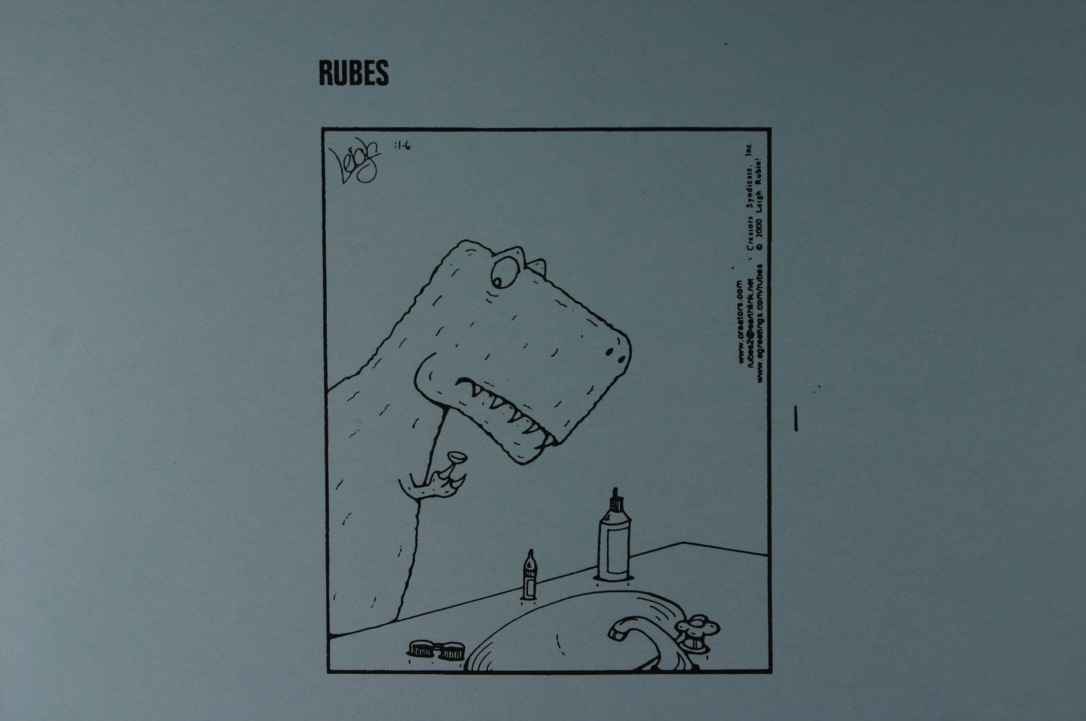 RUBES
Leigh :1-6
www.creators.com
rubes2@earthlink.net Creators Syndicate, Inc.
www.agreetings.com/rubes © 2000 Leigh Rubin!